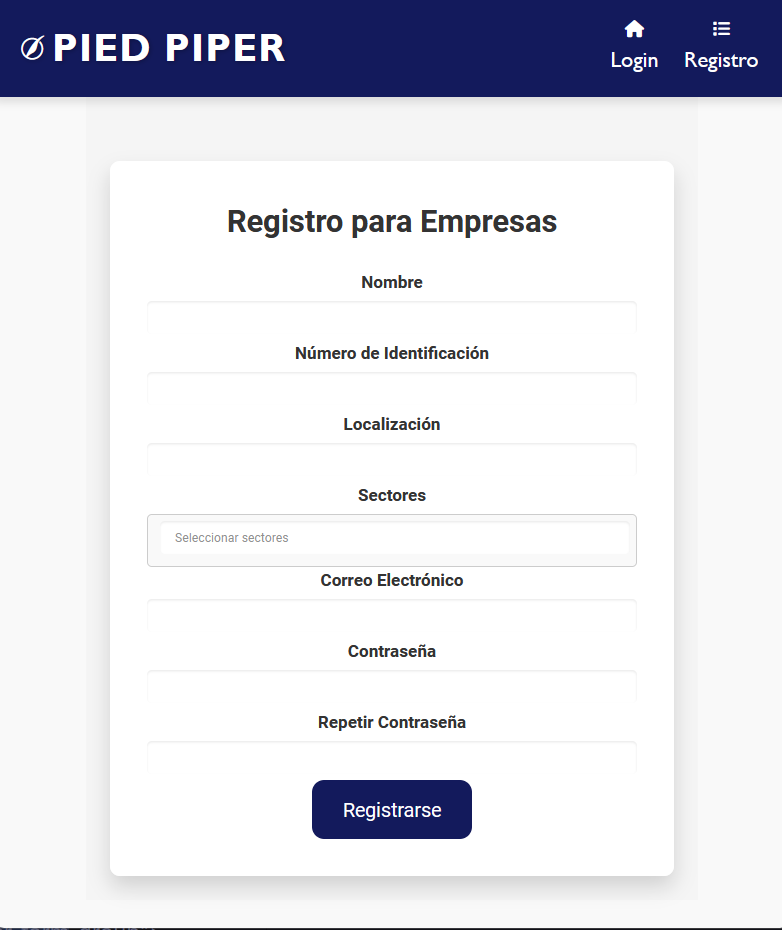 PIED PIPER
Login
Registro
Registro para Empresas
Nombre
Número de Identificación
Localización
Sectores
Seleccionar sectores
Correo Electrónico
Contraseña
Repetir Contraseña
Registrarse